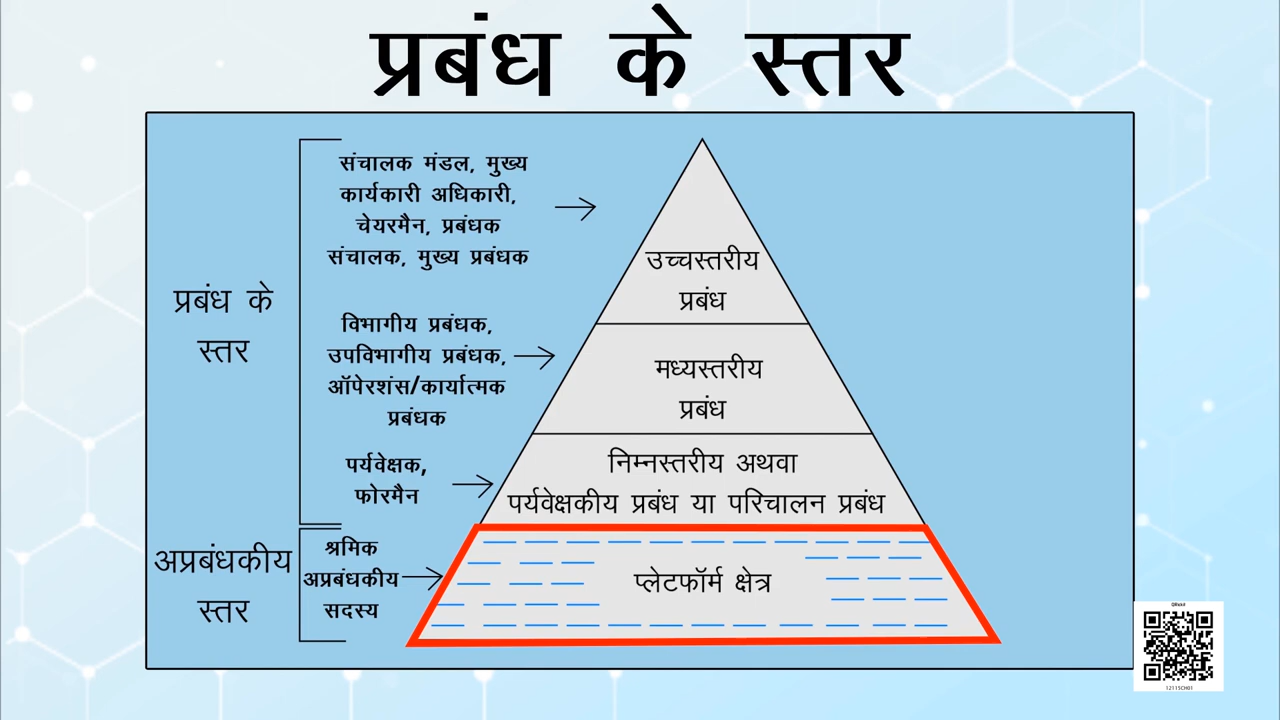 प्रबंध के स्तर
संचालक मंडल, मुख्य
कार्यकारी अधिकारी,
चेयरमैन, प्रबंधक
संचालक, मुख्य प्रबंधक
उच्चस्तरीय
प्रबंध
प्रबंध के
स्तर
विभागीय प्रबंधक,
उपविभागीय प्रबंधक,
ऑपेरशंस/कार्यात्मक
प्रबंधक
मध्यस्तरीय
प्रबंध
पर्यवेक्षक,
फोरमैन
निम्नस्तरीय अथवा
पर्यवेक्षकीय प्रबंध या परिचालन प्रबंध
अप्रबंधकीय
स्तर
श्रमिक
अप्रबंधकीय
सदस्य
प्लेटफॉर्म क्षेत्र
12115CH01